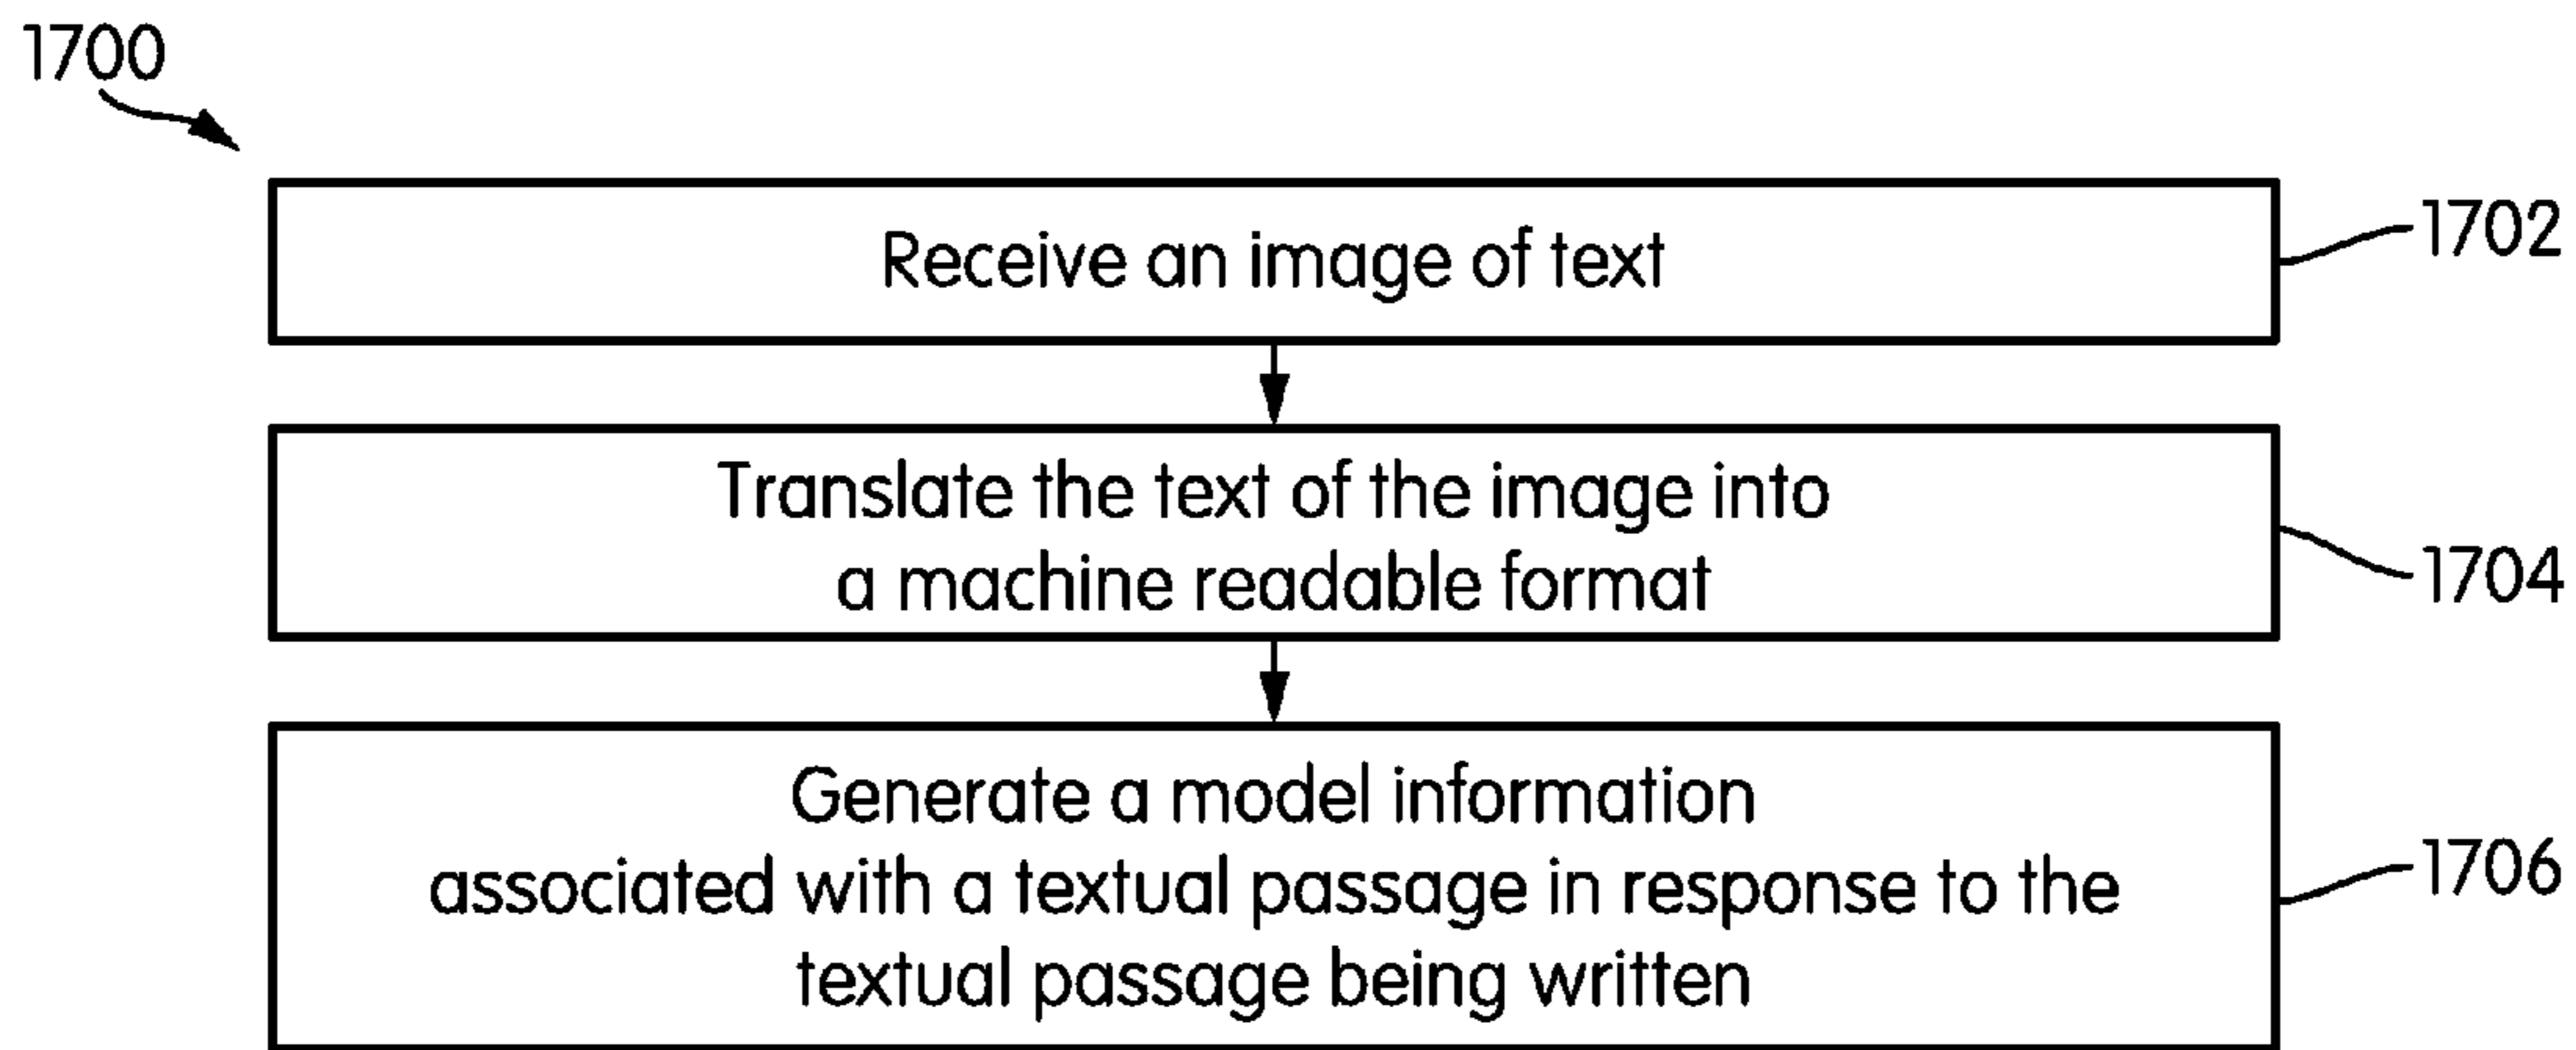 1700
Receive an image of text
1702
Translate the text of the image into
a machine readable format
1704
Generate a model information
associated with a textual passage in response to the
textual passage being written
1706